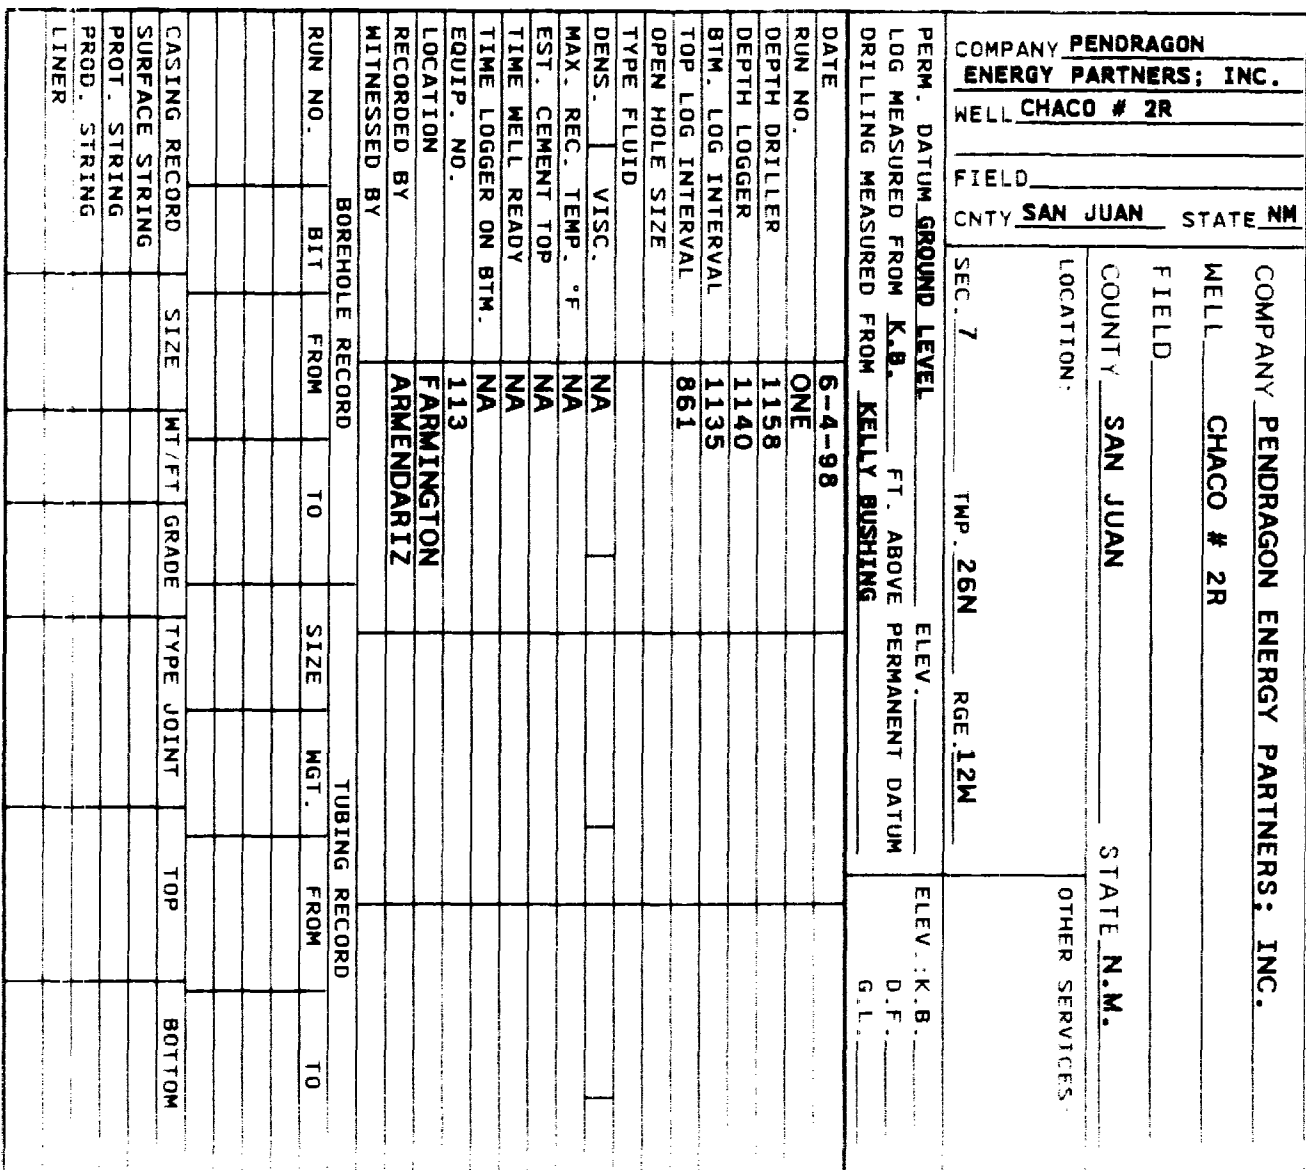 COMPANY PENDRAGON
ENERGY PARTNERS; INC.
WELL CHACO # 2R
FIELD
CNTY SAN JUAN STATE NM
COMPANY PENDRAGON ENERGY PARTNERS; INC.
WELL CHACO # 2R
FIELD
COUNTY SAN JUAN STATE N.M.
LOCATION: OTHER SERVICES
SEC. 7 TWP. 26N RGE. 12W
PERM. DATUM GROUND LEVEL ELEV. ELEV.: K.B.
LOG MEASURED FROM K.B. FT. ABOVE PERMANENT DATUM D.F.
DRILLING MEASURED FROM KELLY BUSHING G.L.
DATE 6-4-98
RUN NO. ONE
DEPTH DRILLER 1158
DEPTH LOGGER 1140
BTM. LOG INTERVAL 1135
TOP LOG INTERVAL 861
OPEN HOLE SIZE
TYPE FLUID
DENS. VISC. NA
MAX. REC. TEMP. °F NA
EST. CEMENT TOP NA
TIME WELL READY NA
TIME LOGGER ON BTM. NA
EQUIP. NO. 113
LOCATION FARMINGTON
RECORDED BY ARMENDARIZ
WITNESSED BY
BOREHOLE RECORD TUBING RECORD
RUN NO. BIT FROM TO SIZE WGT. FROM TO
CASING RECORD SIZE WT/FT GRADE TYPE JOINT TOP BOTTOM
SURFACE STRING
PROT. STRING
PROD. STRING
LINER